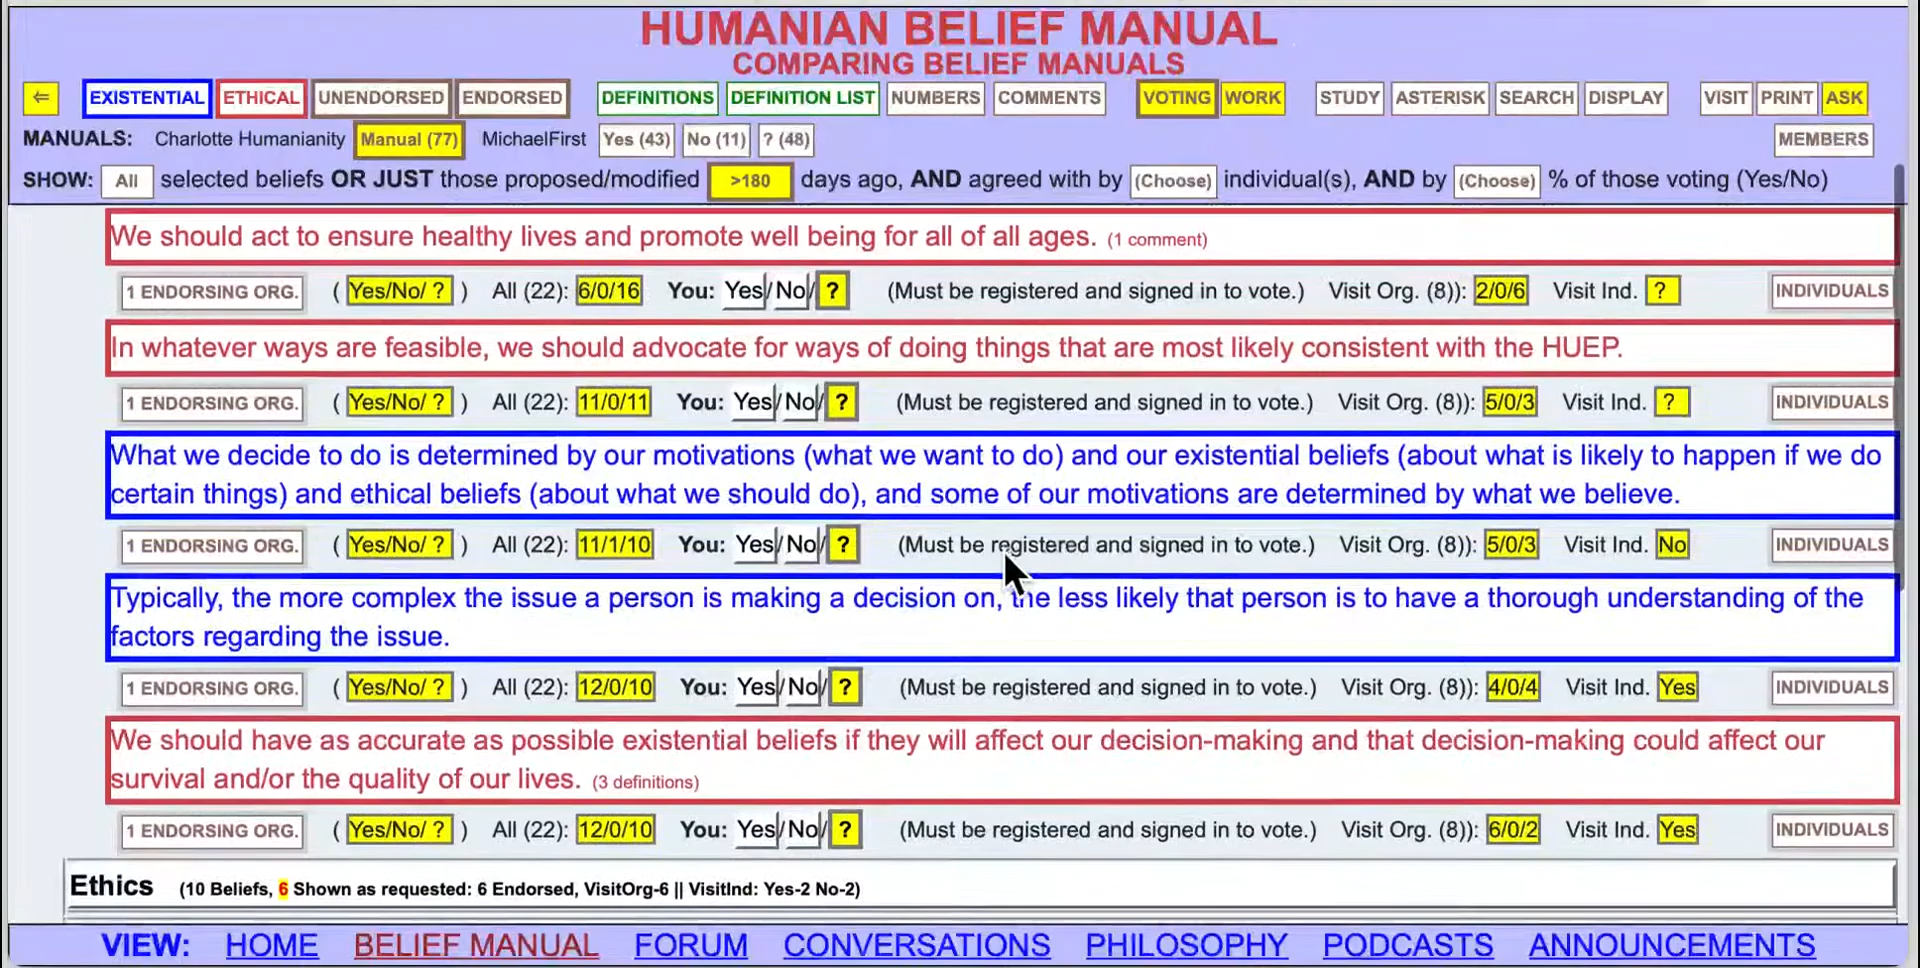 HUMANIAN BELIEF MANUAL
COMPARING BELIEF MANUALS
⇐ EXISTENTIAL ETHICAL UNENDORSED ENDORSED DEFINITIONS DEFINITION LIST NUMBERS COMMENTS VOTING WORK STUDY ASTERISK SEARCH DISPLAY VISIT PRINT ASK
MANUALS: Charlotte Humanianity Manual (77) MichaelFirst Yes (43) No (11) ? (48) MEMBERS
SHOW: All selected beliefs OR JUST those proposed/modified >180 days ago, AND agreed with by (Choose) individual(s), AND by (Choose) % of those voting (Yes/No)
We should act to ensure healthy lives and promote well being for all of all ages. (1 comment)
1 ENDORSING ORG. ( Yes/No/ ? ) All (22): 6/0/16 You: Yes/ No/ ? (Must be registered and signed in to vote.) Visit Org. (8)): 2/0/6 Visit Ind. ? INDIVIDUALS
In whatever ways are feasible, we should advocate for ways of doing things that are most likely consistent with the HUEP.
1 ENDORSING ORG. ( Yes/No/ ? ) All (22): 11/0/11 You: Yes/ No/ ? (Must be registered and signed in to vote.) Visit Org. (8)): 5/0/3 Visit Ind. ? INDIVIDUALS
What we decide to do is determined by our motivations (what we want to do) and our existential beliefs (about what is likely to happen if we do
certain things) and ethical beliefs (about what we should do), and some of our motivations are determined by what we believe.
1 ENDORSING ORG. ( Yes/No/ ? ) All (22): 11/1/10 You: Yes/ No/ ? (Must be registered and signed in to vote.) Visit Org. (8)): 5/0/3 Visit Ind. No INDIVIDUALS
Typically, the more complex the issue a person is making a decision on, the less likely that person is to have a thorough understanding of the
factors regarding the issue.
1 ENDORSING ORG. ( Yes/No/ ? ) All (22): 12/0/10 You: Yes/ No/ ? (Must be registered and signed in to vote.) Visit Org. (8)): 4/0/4 Visit Ind. Yes INDIVIDUALS
We should have as accurate as possible existential beliefs if they will affect our decision-making and that decision-making could affect our
survival and/or the quality of our lives. (3 definitions)
1 ENDORSING ORG. ( Yes/No/ ? ) All (22): 12/0/10 You: Yes/ No/ ? (Must be registered and signed in to vote.) Visit Org. (8)): 6/0/2 Visit Ind. Yes INDIVIDUALS
Ethics (10 Beliefs, 6 Shown as requested: 6 Endorsed, VisitOrg-6 || VisitInd: Yes-2 No-2)
VIEW: HOME BELIEF MANUAL FORUM CONVERSATIONS PHILOSOPHY PODCASTS ANNOUNCEMENTS